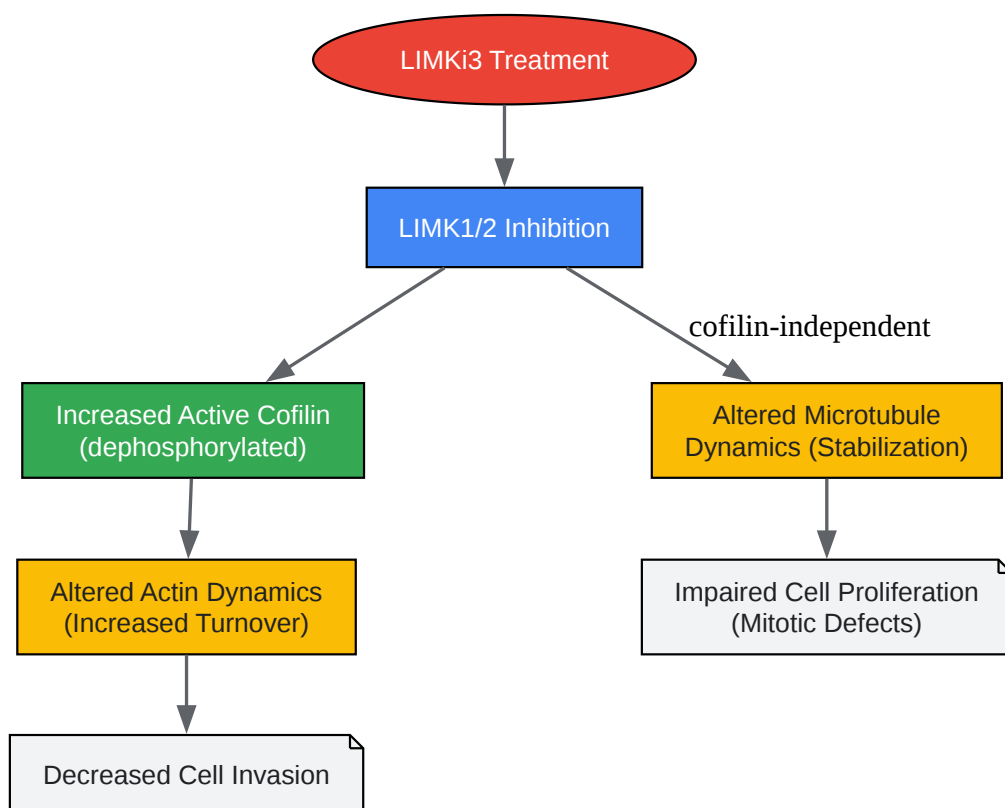 LIMKi3 Treatment
LIMK1/2 Inhibition
cofilin-independent
Increased Active Cofilin
(dephosphorylated)
Altered Microtubule
Dynamics (Stabilization)
Altered Actin Dynamics
(Increased Turnover)
Impaired Cell Proliferation
(Mitotic Defects)
Decreased Cell Invasion